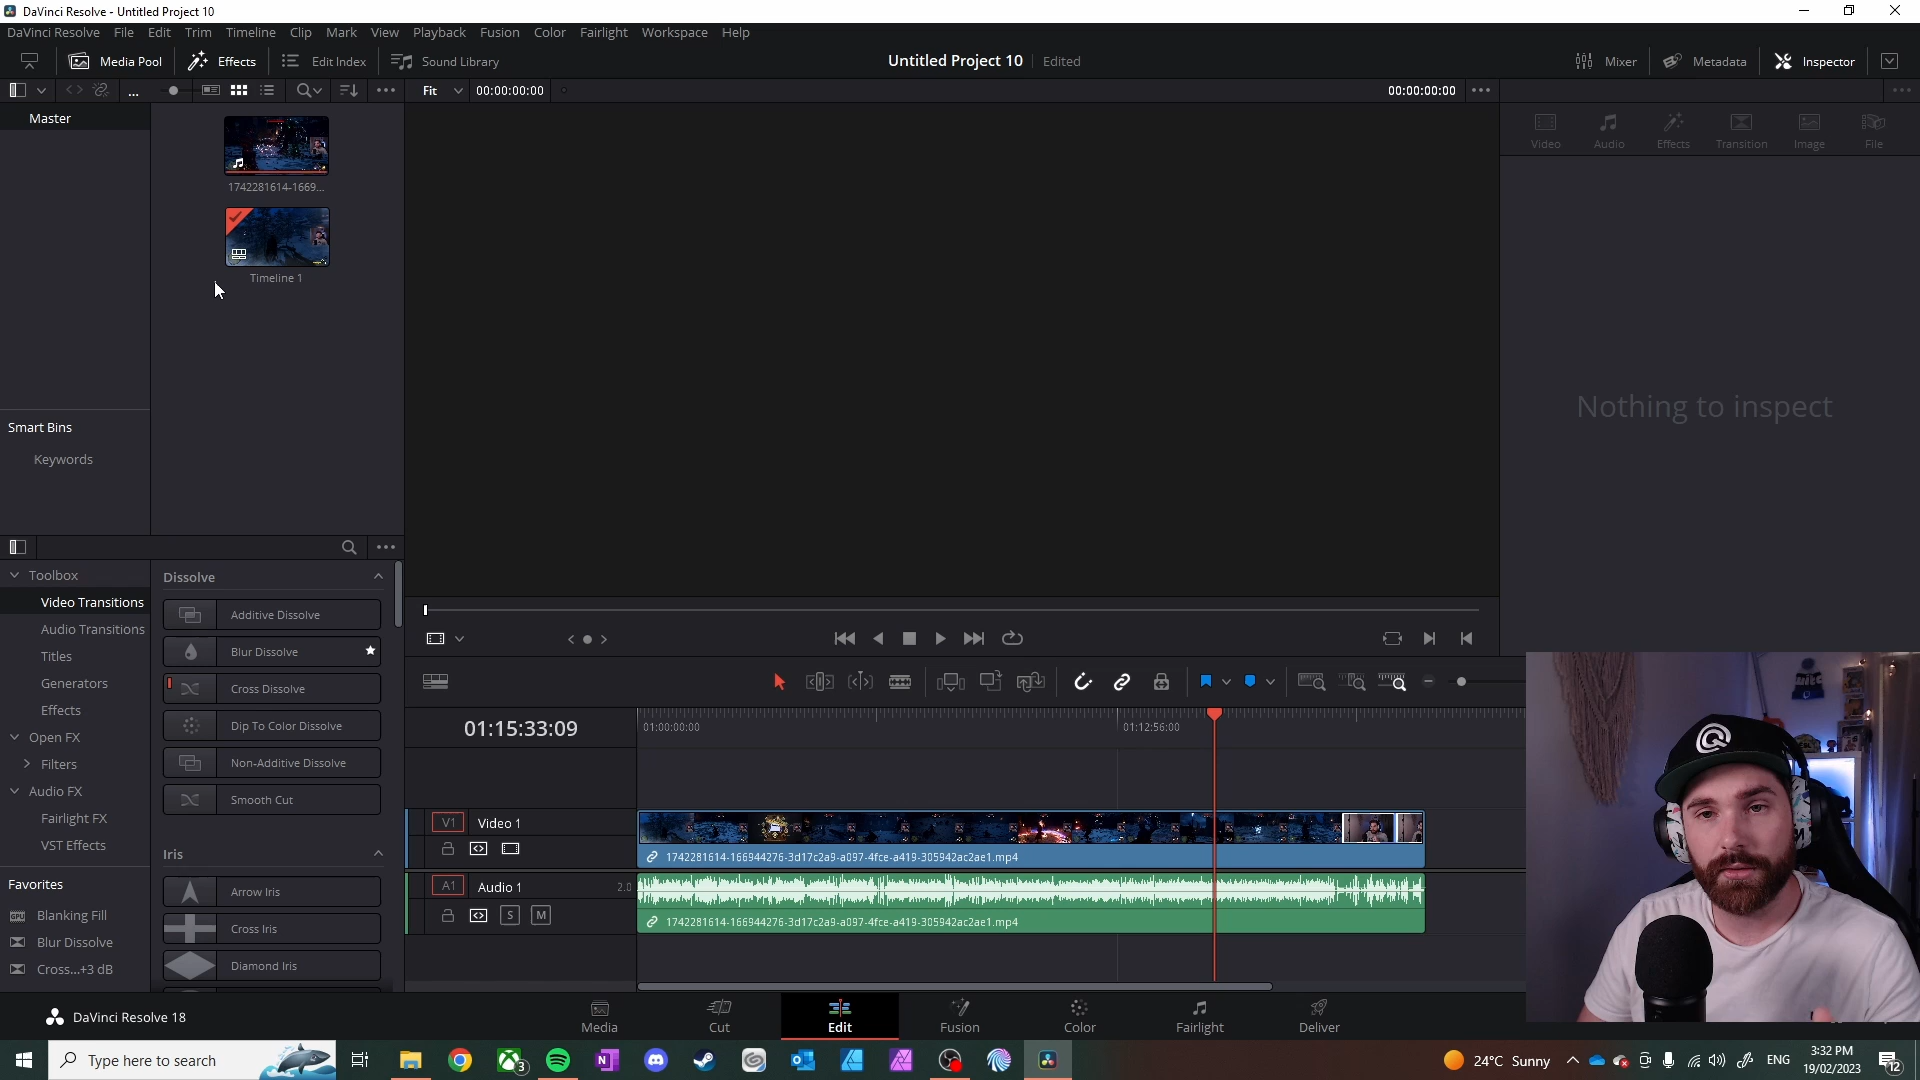 DaVinci Resolve - Untitled Project 10
DaVinci Resolve File Edit Trim Timeline Clip Mark View Playback Fusion Color Fairlight Workspace Help
Media Pool Effects Edit Index Sound Library Untitled Project 10 Edited Mixer Metadata Inspector
... Fit 00:00:00:00 00:00:00:00
Master
Video Audio Effects Transition Image File
1742281614-1669...
Timeline 1
Nothing to inspect
Smart Bins
Keywords
Toolbox
Video Transitions
Audio Transitions
Titles
Generators
Effects
Open FX
Filters
Audio FX
Fairlight FX
VST Effects
Favorites
Blanking Fill
Blur Dissolve
Cross...+3 dB
Dissolve
Additive Dissolve
Blur Dissolve
Cross Dissolve
Dip To Color Dissolve
Non-Additive Dissolve
Smooth Cut
Iris
Arrow Iris
Cross Iris
Diamond Iris
01:15:33:09 01:00:00:00 01:12:56:00
V1 Video 1
1742281614-166944276-3d17c2a9-a097-4fce-a419-305942ac2ae1.mp4
A1 Audio 1 2.0
S M
1742281614-166944276-3d17c2a9-a097-4fce-a419-305942ac2ae1.mp4
DaVinci Resolve 18
Media Cut Edit Fusion Color Fairlight Deliver
Type here to search
3
24°C Sunny ENG
3:32 PM
19/02/2023
12